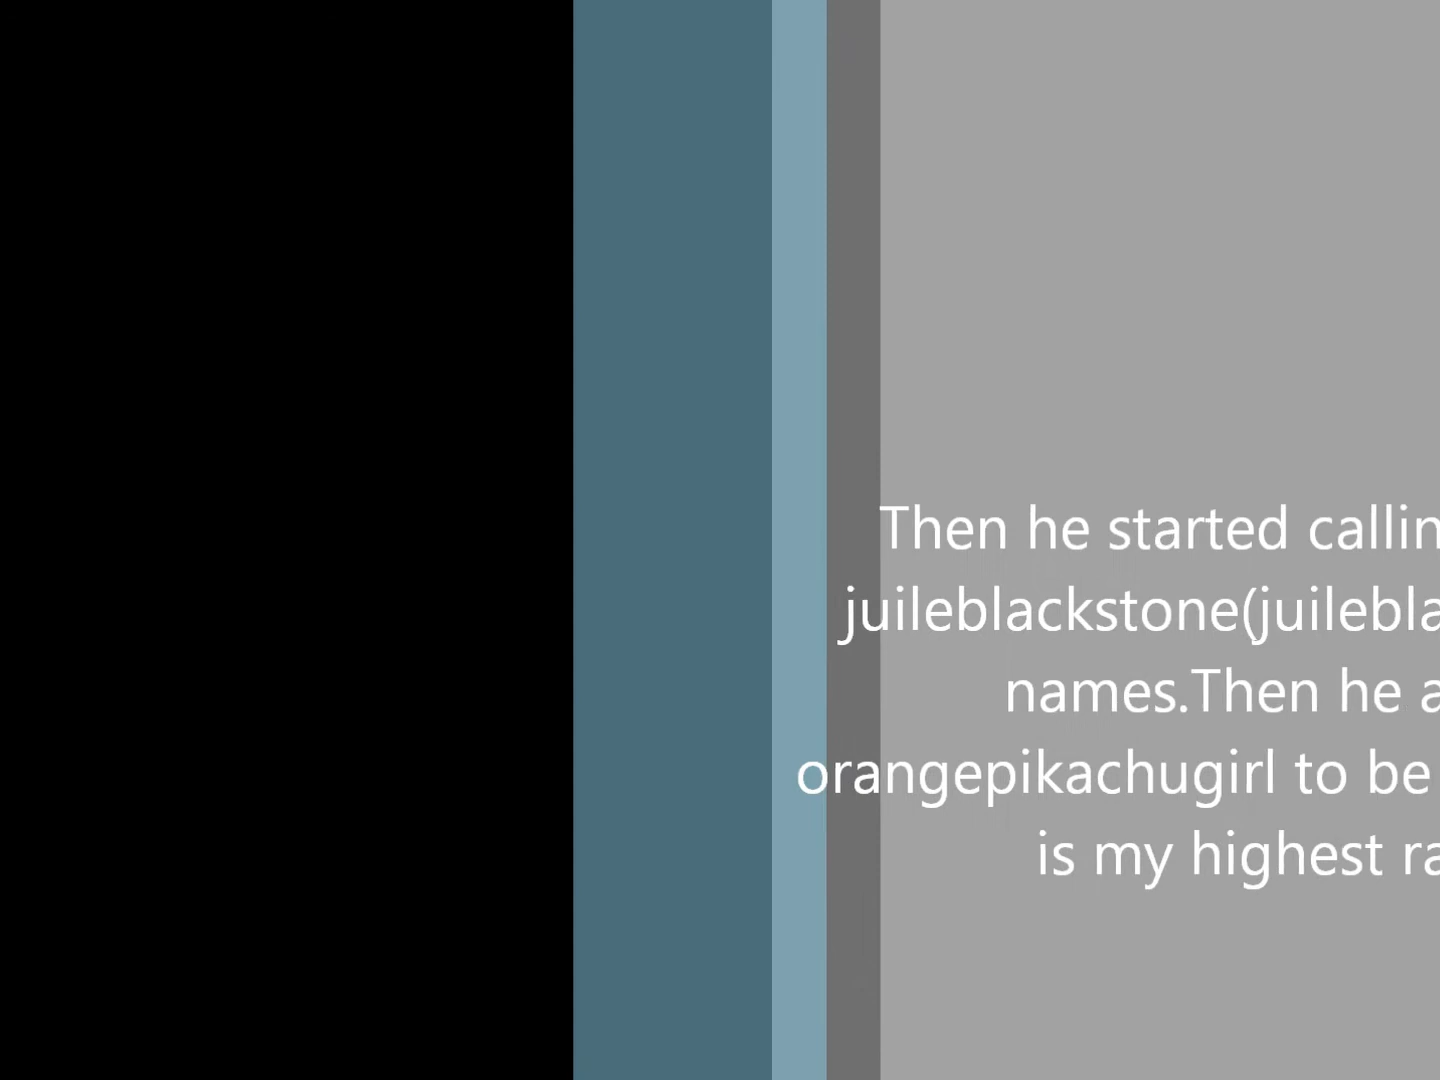 Then he started callin
juileblackstone(juilebla
names.Then he a
orangepikachugirl to be
is my highest ra